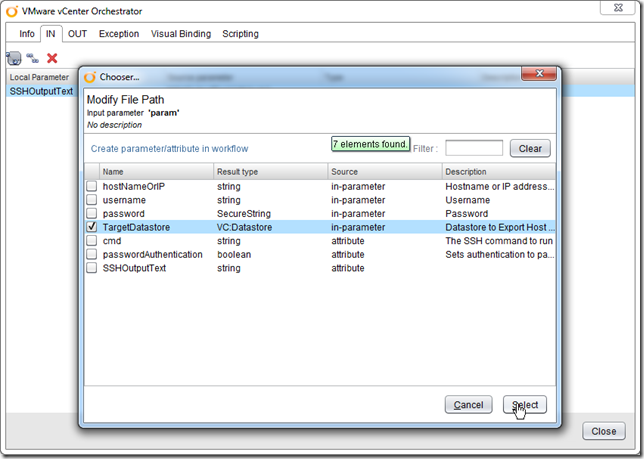 VMware vCenter Orchestrator
Info IN OUT Exception Visual Binding Scripting
Local Parameter
SSHOutputText
Chooser...
Modify File Path
Input parameter 'param'
No description
Create parameter/attribute in workflow
7 elements found.
Filter :
Clear
Name Result type Source Description
hostNameOrIP string in-parameter Hostname or IP address...
username string in-parameter Username
password SecureString in-parameter Password
TargetDatastore VC:Datastore in-parameter Datastore to Export Host ...
cmd string attribute The SSH command to run
passwordAuthentication boolean attribute Sets authentication to pa...
SSHOutputText string attribute
Cancel Select
Close